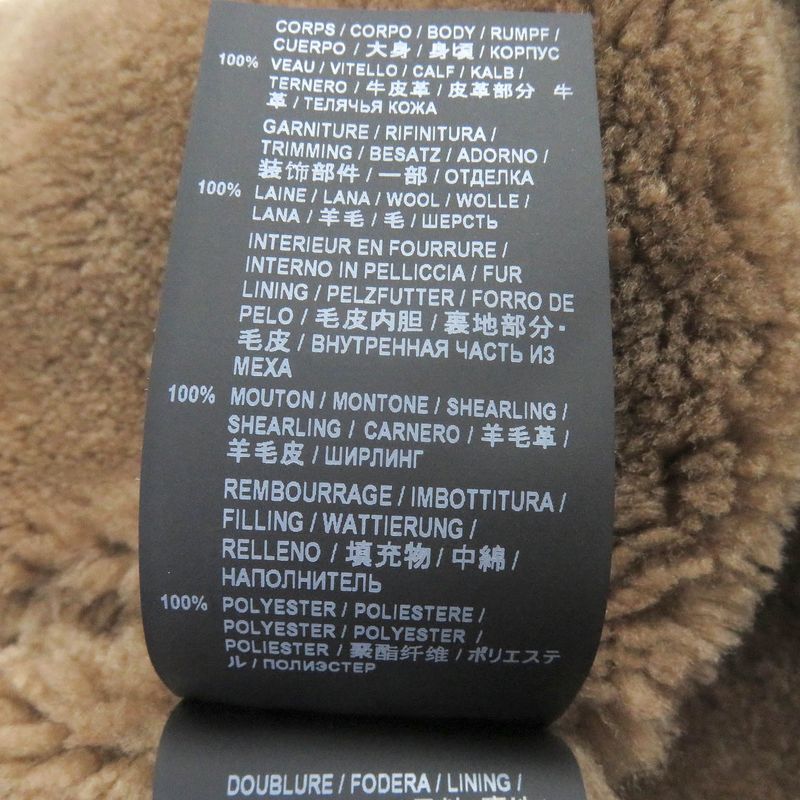 CORPS / CORPO / BODY / RUMPF /
CUERPO / 大身 / 身頃 / КОРПУС
100% VEAU / VITELLO / CALF / KALB /
TERNERO / 牛皮革 / 皮革部分 牛
革 / ТЕЛЯЧЬЯ КОЖА
GARNITURE / RIFINITURA /
TRIMMING / BESATZ / ADORNO /
装饰部件 / 一部 / ОТДЕЛКА
100% LAINE / LANA / WOOL / WOLLE /
LANA / 羊毛 / 毛 / ШЕРСТЬ
INTERIEUR EN FOURRURE /
INTERNO IN PELLICCIA / FUR
LINING / PELZFUTTER / FORRO DE
PELO / 毛皮内胆 / 裏地部分・
毛皮 / ВНУТРЕННАЯ ЧАСТЬ ИЗ
МЕХА
100% MOUTON / MONTONE / SHEARLING /
SHEARLING / CARNERO / 羊毛革 /
羊毛皮 / ШИРЛИНГ
REMBOURRAGE / IMBOTTITURA /
FILLING / WATTIERUNG /
RELLENO / 填充物 / 中綿 /
НАПОЛНИТЕЛЬ
100% POLYESTER / POLIESTERE /
POLYESTER / POLYESTER /
POLIESTER / 聚酯纤维 / ポリエステ
ル / ПОЛИЭСТЕР
DOUBLURE / FODERA / LINING /